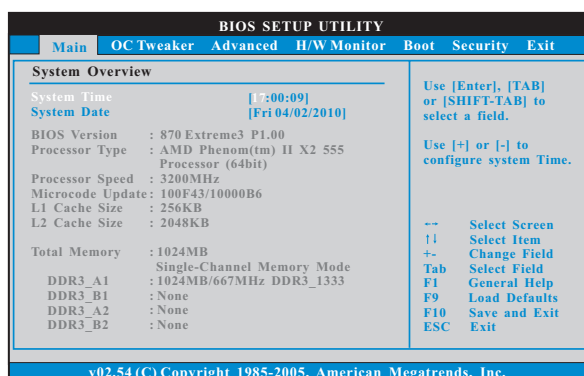 BIOS SETUP UTILITY
Main OC Tweaker Advanced H/W Monitor Boot Security Exit
System Overview
System Time [17:00:09]
System Date [Fri 04/02/2010]
BIOS Version : 870 Extreme3 P1.00
Processor Type : AMD Phenom(tm) II X2 555
Processor (64bit)
Processor Speed : 3200MHz
Microcode Update : 100F43/10000B6
L1 Cache Size : 256KB
L2 Cache Size : 2048KB
Total Memory : 1024MB
Single-Channel Memory Mode
DDR3_A1 : 1024MB/667MHz DDR3_1333
DDR3_B1 : None
DDR3_A2 : None
DDR3_B2 : None
Use [Enter], [TAB]
or [SHIFT-TAB] to
select a field.
Use [+] or [-] to
configure system Time.
←→ Select Screen
↑↓ Select Item
+- Change Field
Tab Select Field
F1 General Help
F9 Load Defaults
F10 Save and Exit
ESC Exit
v02.54 (C) Copyright 1985-2005, American Megatrends, Inc.